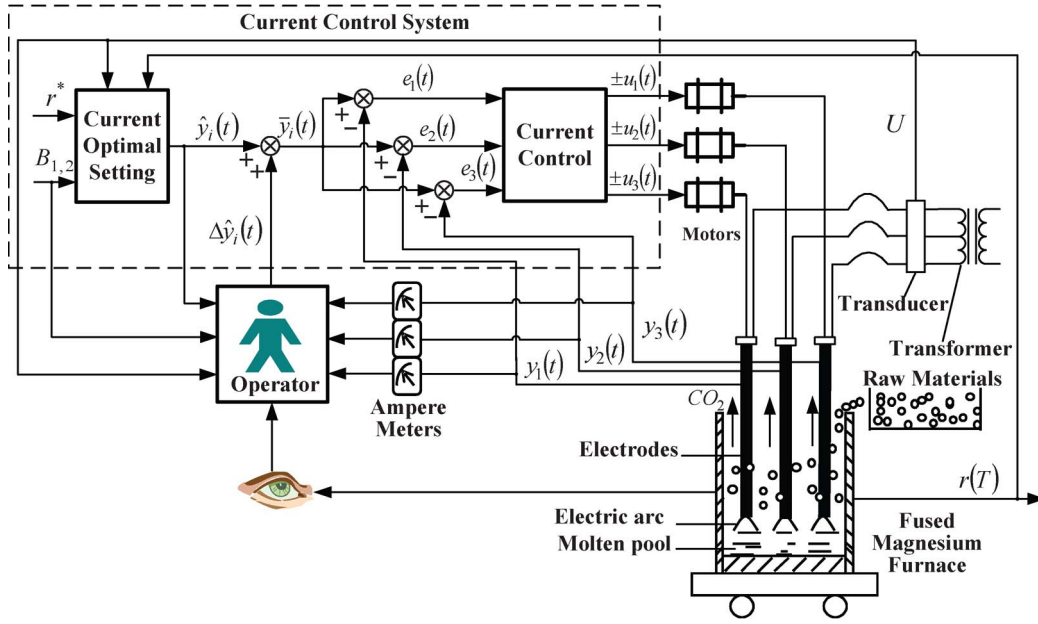 Current Control System
r*
B₁,₂
Current
Optimal
Setting
ŷᵢ(t)
+
+
ȳᵢ(t)
Δŷᵢ(t)
+
−
+
−
+
−
e₁(t)
e₂(t)
e₃(t)
Current
Control
±u₁(t)
±u₂(t)
±u₃(t)
Motors
U
Transducer
Transformer
Raw Materials
Operator
Ampere
Meters
y₃(t)
y₂(t)
y₁(t)
CO₂
Electrodes
Electric arc
Molten pool
r(T)
Fused
Magnesium
Furnace